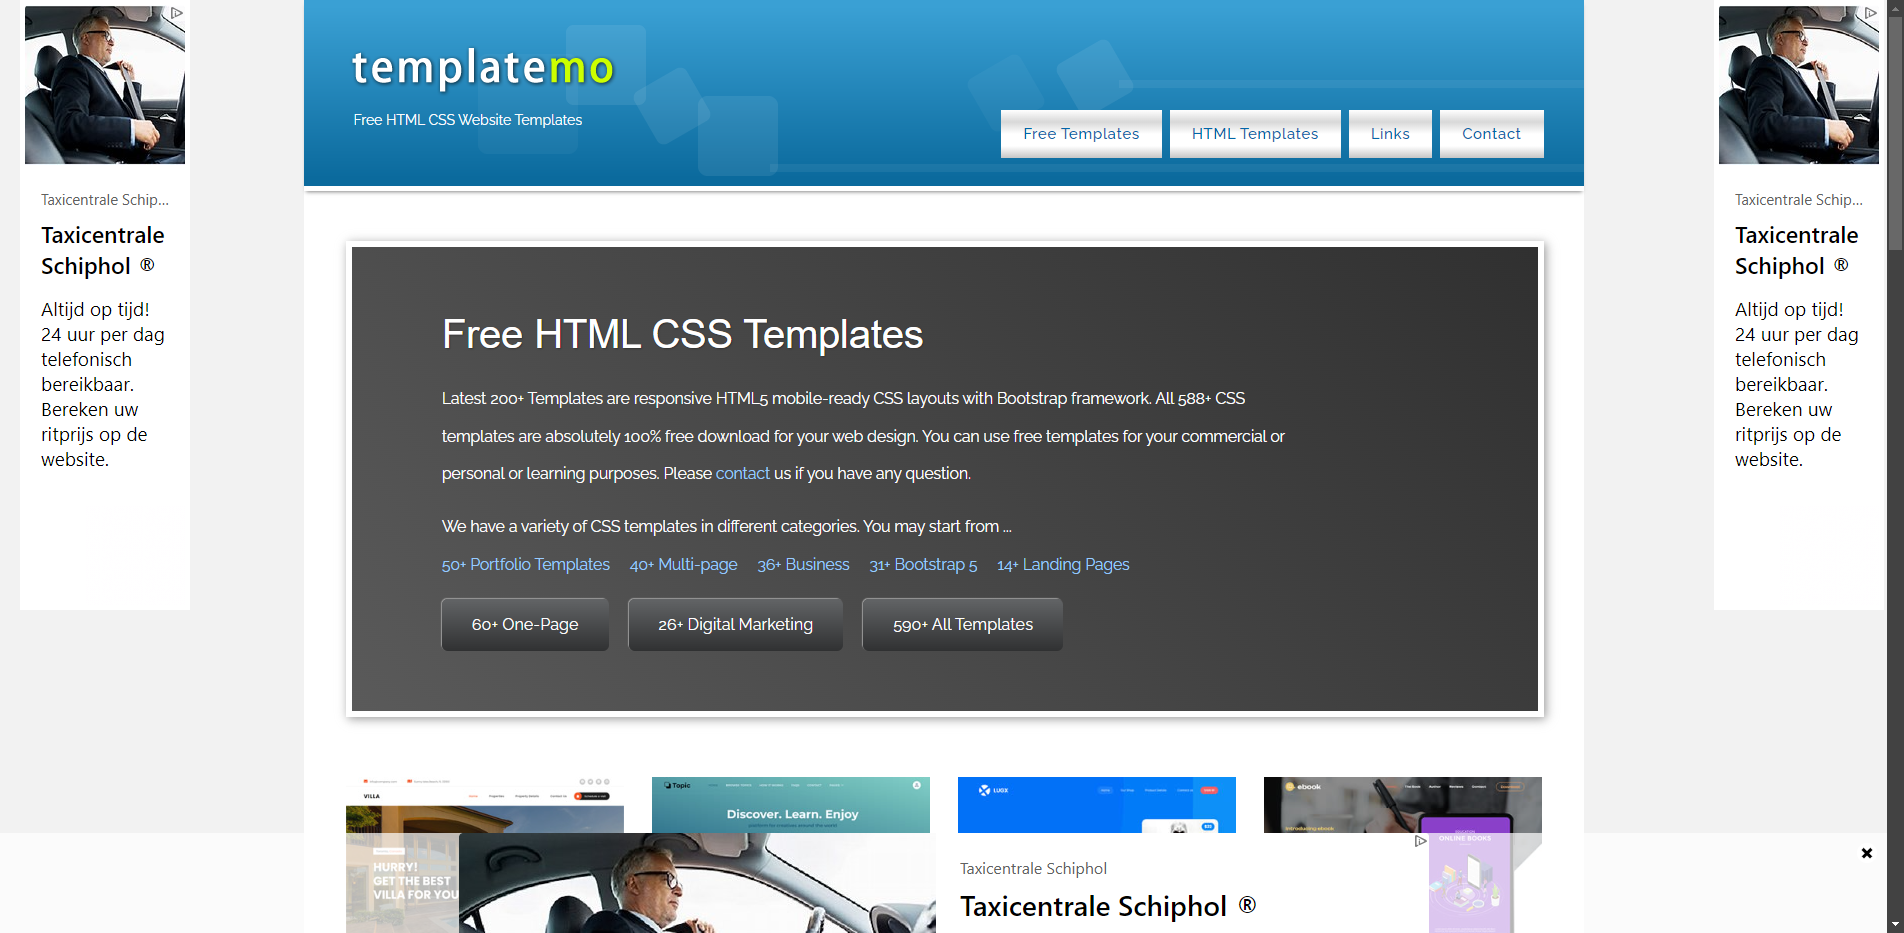 templatemo
Free HTML CSS Website Templates
Free Templates
HTML Templates
Links
Contact
Taxicentrale Schip...
Taxicentrale
Schiphol ®
Altijd op tijd!
24 uur per dag
telefonisch
bereikbaar.
Bereken uw
ritprijs op de
website.
Free HTML CSS Templates
Latest 200+ Templates are responsive HTML5 mobile-ready CSS layouts with Bootstrap framework. All 588+ CSS
templates are absolutely 100% free download for your web design. You can use free templates for your commercial or
personal or learning purposes. Please contact us if you have any question.
We have a variety of CSS templates in different categories. You may start from ...
50+ Portfolio Templates 40+ Multi-page 36+ Business 31+ Bootstrap 5 14+ Landing Pages
60+ One-Page
26+ Digital Marketing
590+ All Templates
Taxicentrale Schip...
Taxicentrale
Schiphol ®
Altijd op tijd!
24 uur per dag
telefonisch
bereikbaar.
Bereken uw
ritprijs op de
website.
VILLA
HURRY!
GET THE BEST
VILLA FOR YOU
Topic
Discover. Learn. Enjoy
LUGX
ebook
Introducing ebook
ONLINE BOOKS
Taxicentrale Schiphol
Taxicentrale Schiphol ®